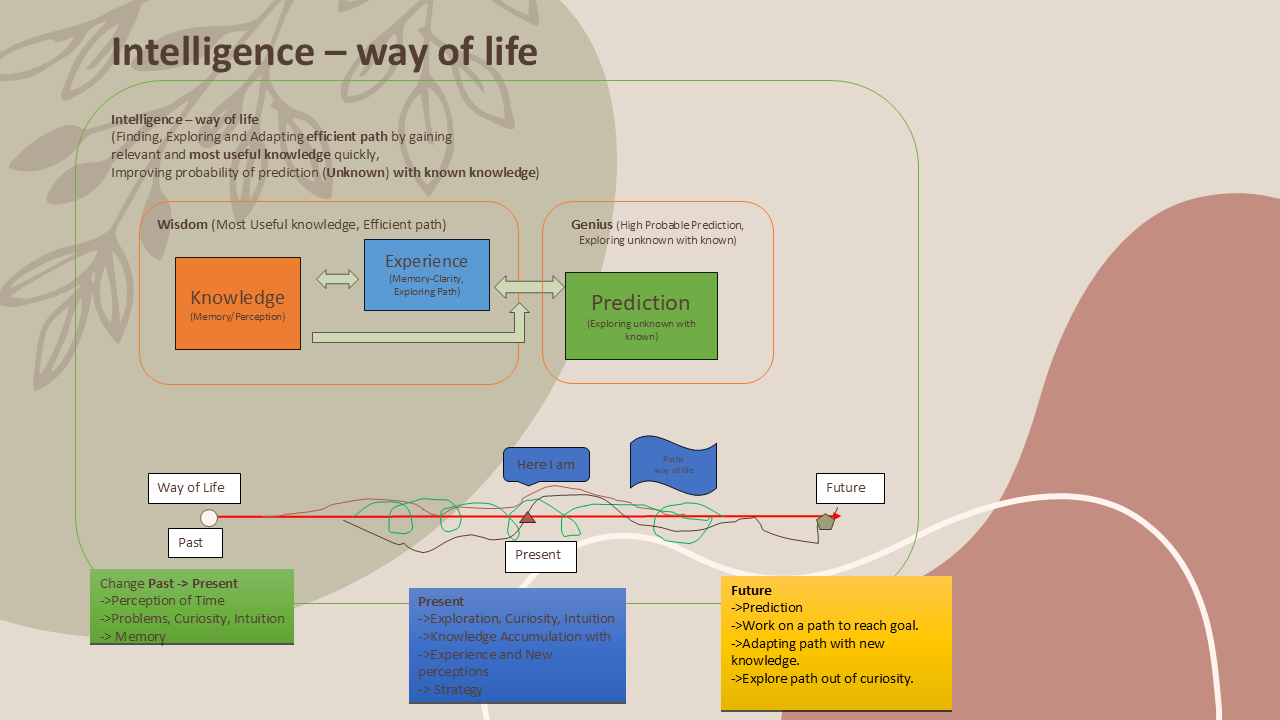 Intelligence – way of life
Intelligence – way of life
(Finding, Exploring and Adapting efficient path by gaining
relevant and most useful knowledge quickly,
Improving probability of prediction (Unknown) with known knowledge)
Wisdom (Most Useful knowledge, Efficient path)
Genius (High Probable Prediction,
Exploring unknown with known)
Knowledge
(Memory/Perception)
Experience
(Memory-Clarity,
Exploring Path)
Prediction
(Exploring unknown with
known)
Here I am
Paths
way of life
Way of Life
Future
Past
Present
Change Past -> Present
->Perception of Time
->Problems, Curiosity, Intuition
-> Memory
Present
->Exploration, Curiosity, Intuition
->Knowledge Accumulation with
->Experience and New
perceptions
-> Strategy
Future
->Prediction
->Work on a path to reach goal.
->Adapting path with new
knowledge.
->Explore path out of curiosity.